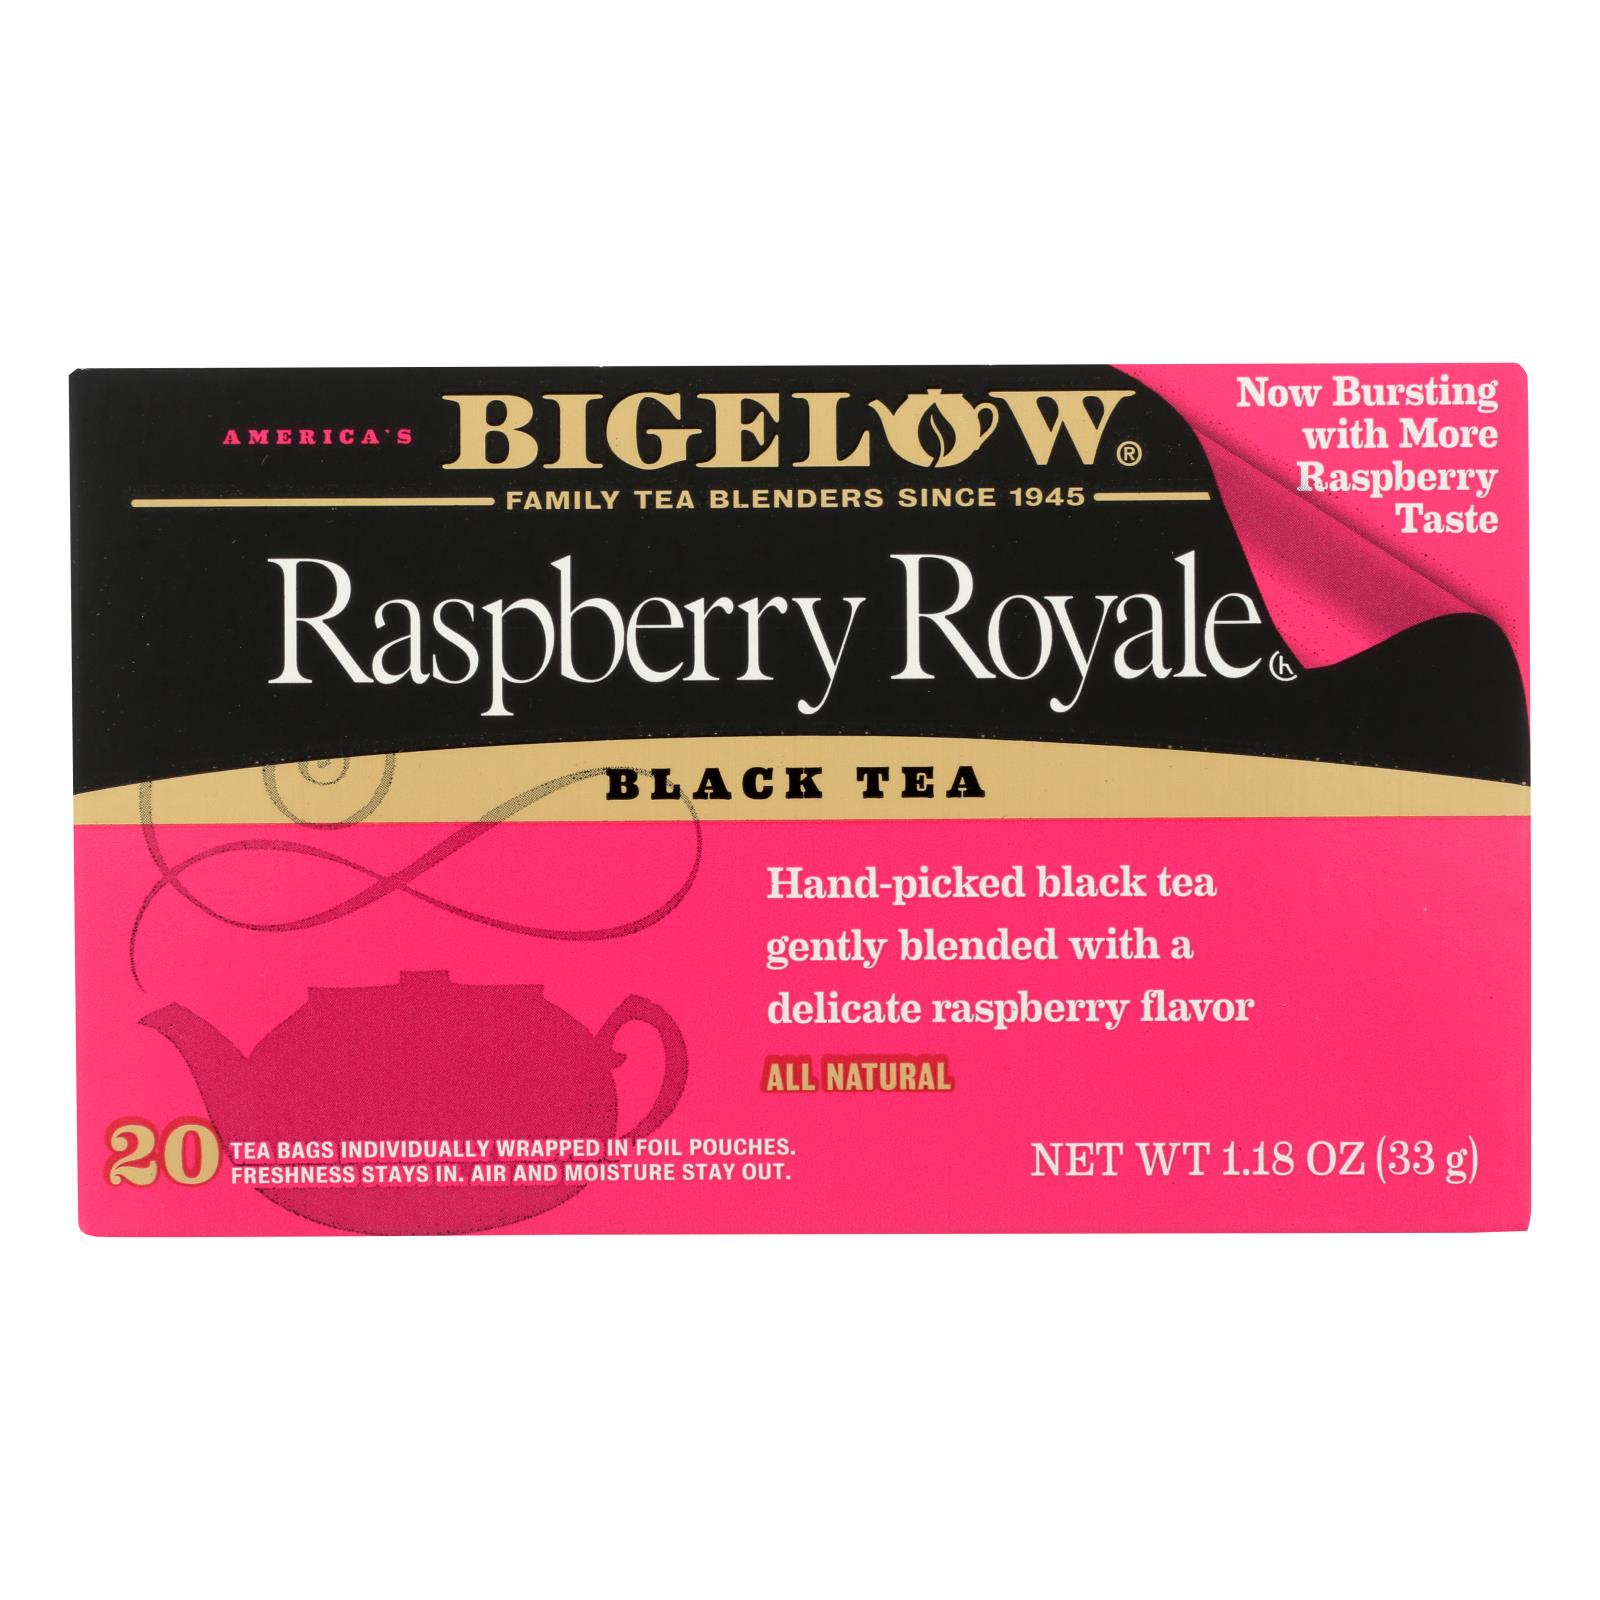 AMERICA'S BIGELOW®
FAMILY TEA BLENDERS SINCE 1945
Now Bursting
with More
Raspberry
Taste
Raspberry Royale
BLACK TEA
Hand-picked black tea
gently blended with a
delicate raspberry flavor
ALL NATURAL
20 TEA BAGS INDIVIDUALLY WRAPPED IN FOIL POUCHES.
FRESHNESS STAYS IN. AIR AND MOISTURE STAY OUT.
NET WT 1.18 OZ (33 g)